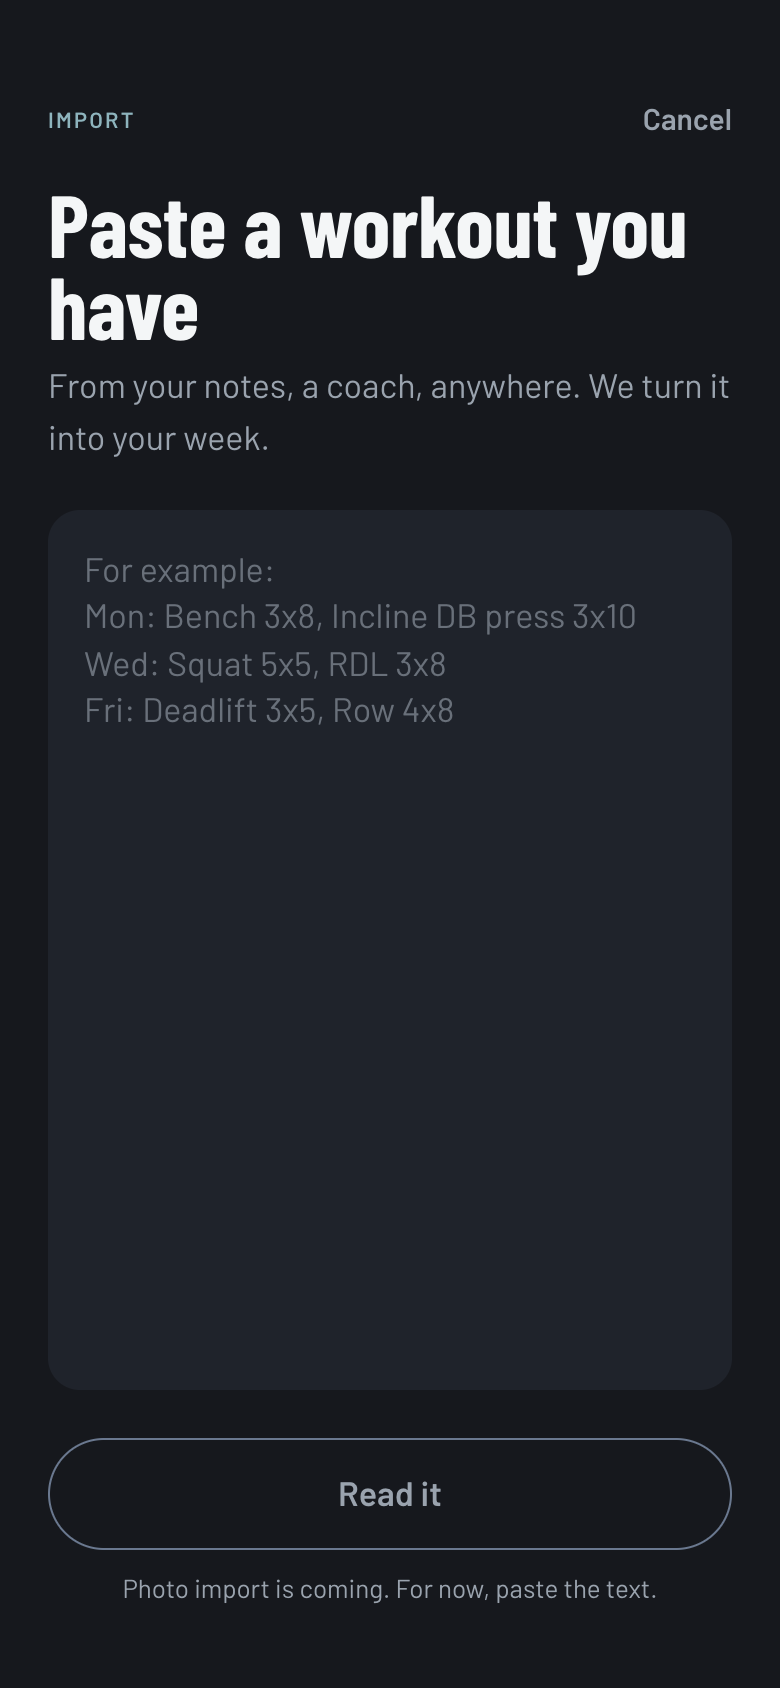 IMPORT
Cancel
Paste a workout you
have
From your notes, a coach, anywhere. We turn it
into your week.
For example:
Mon: Bench 3x8, Incline DB press 3x10
Wed: Squat 5x5, RDL 3x8
Fri: Deadlift 3x5, Row 4x8
Read it
Photo import is coming. For now, paste the text.